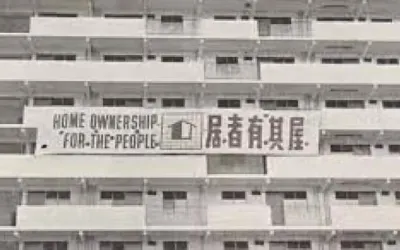 HOME OWNERSHIP
"FOR·THE·PEOPLE"
居者有其屋